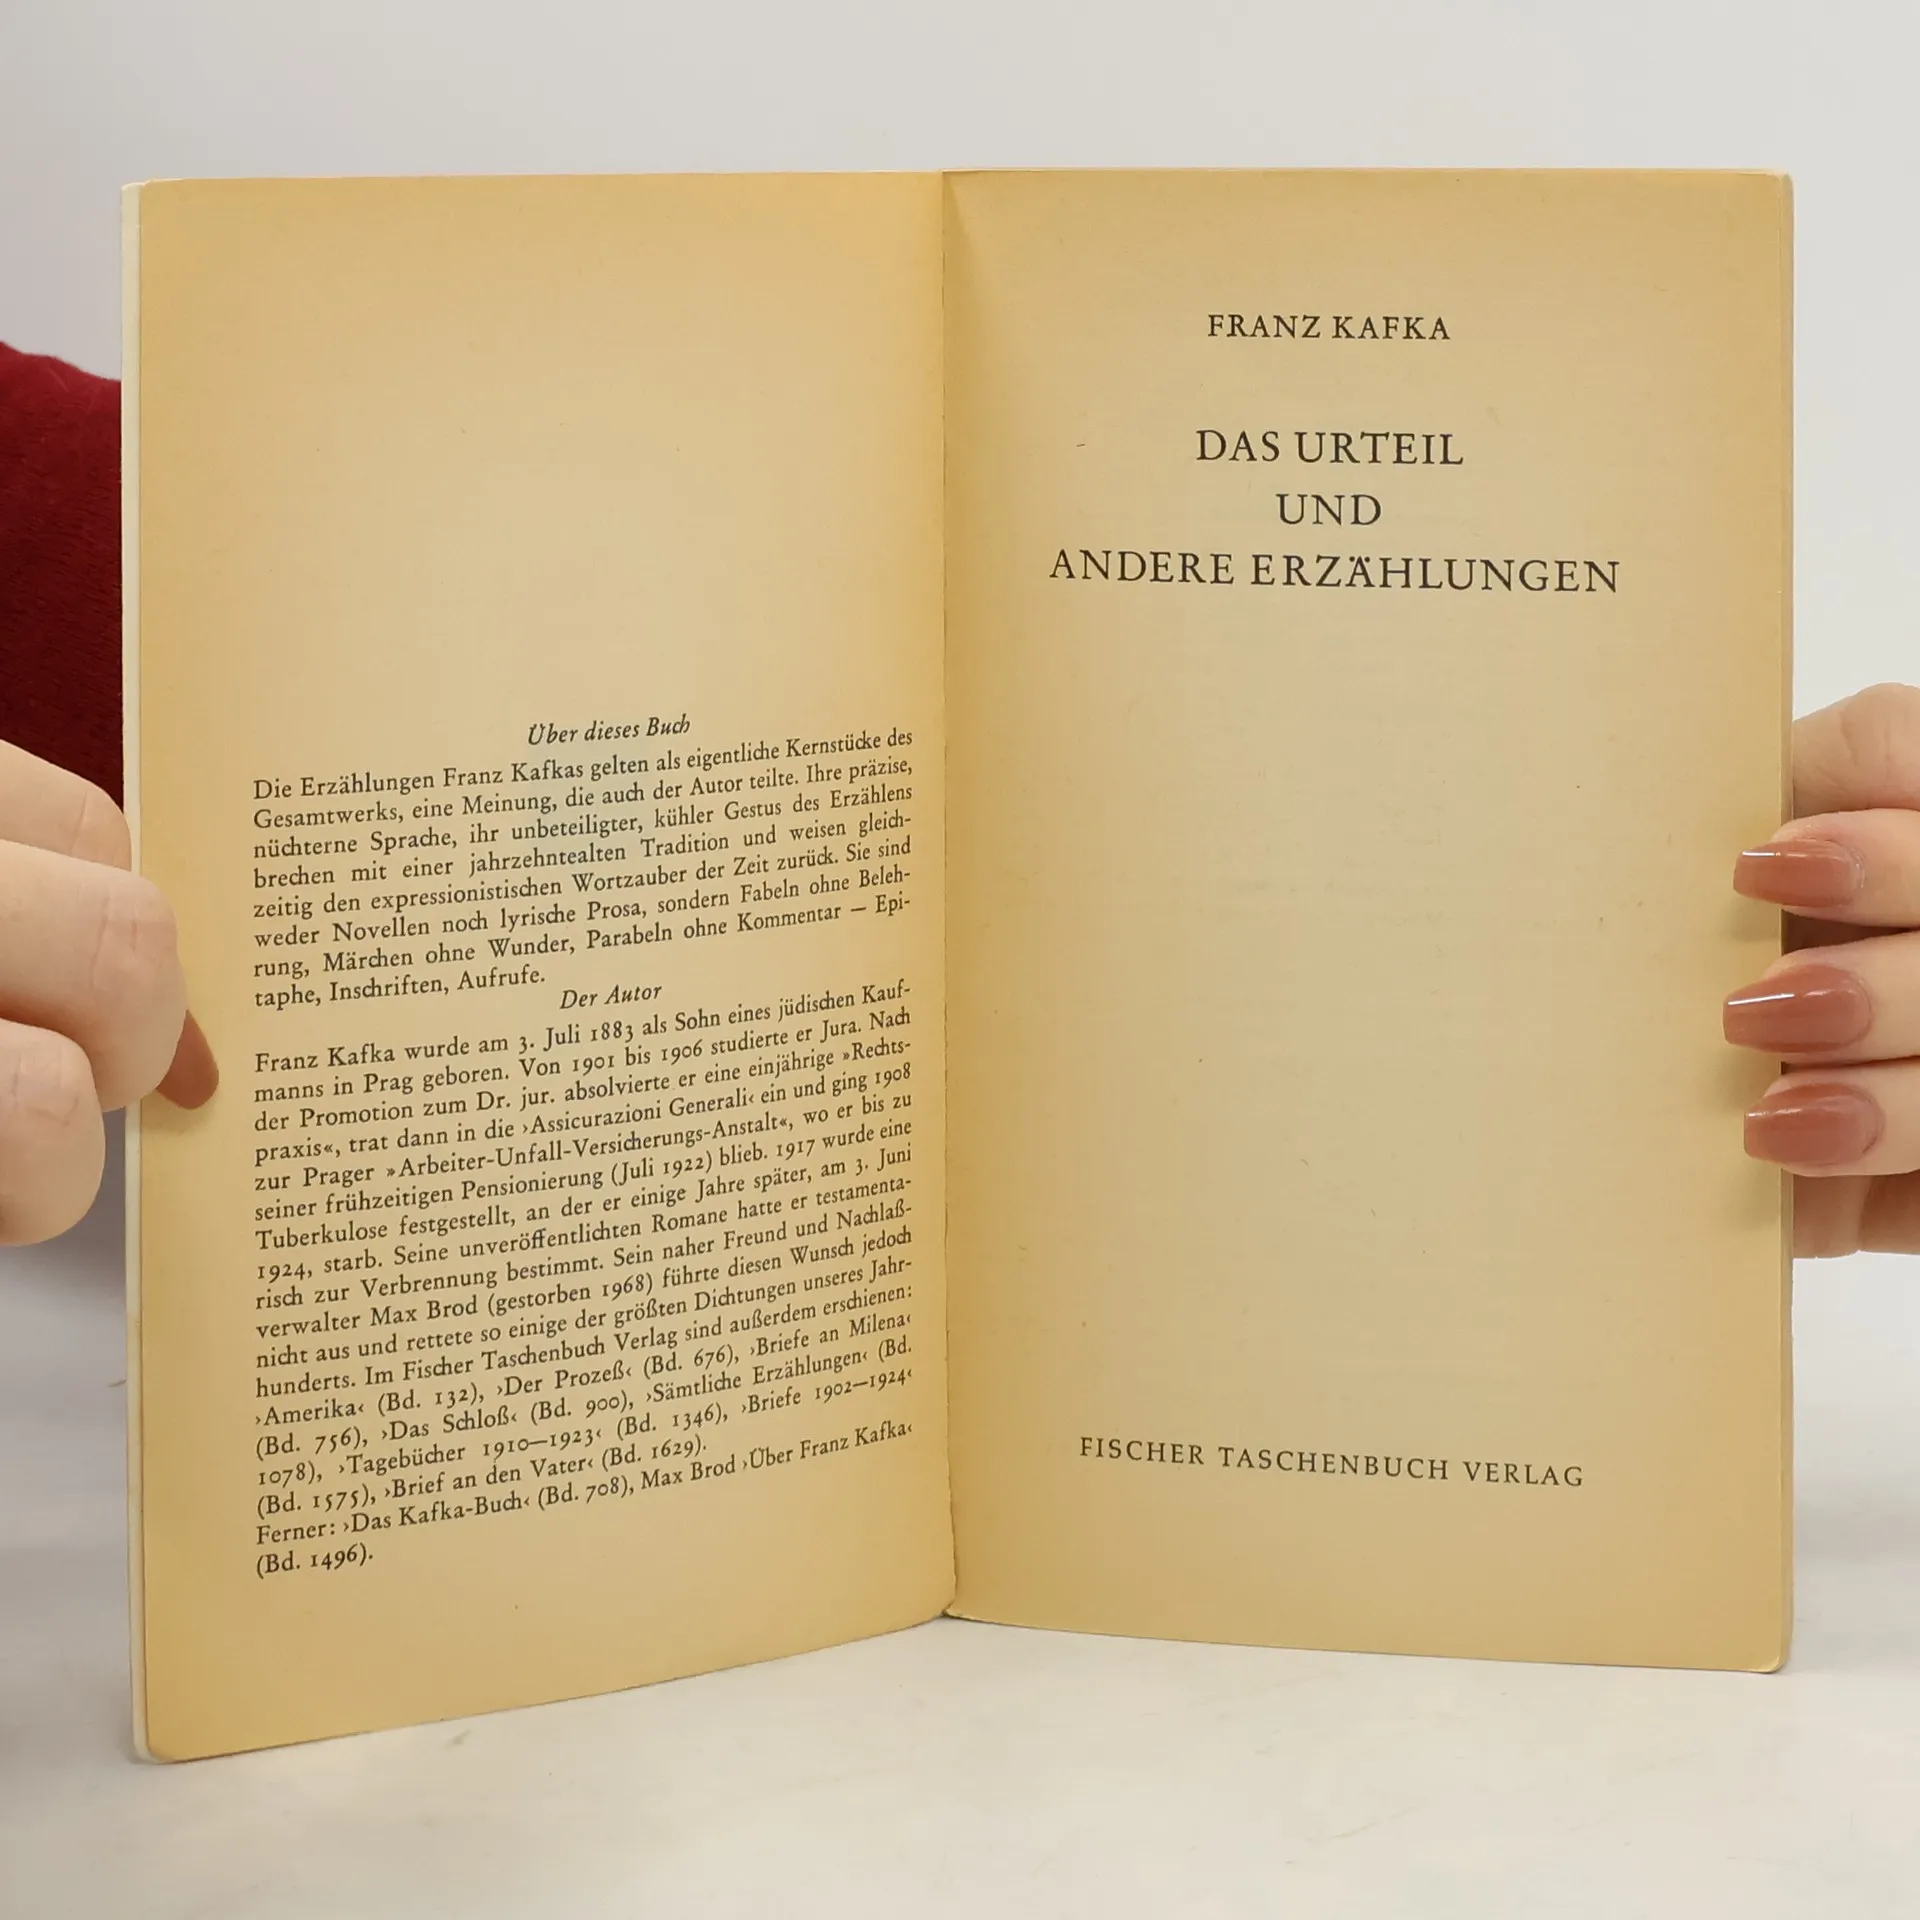 Über dieses Buch
Die Erzählungen Franz Kafkas gelten als eigentliche Kernstücke des
Gesamtwerks, eine Meinung, die auch der Autor teilte. Ihre präzise,
nüchterne Sprache, ihr unbeteiligter, kühler Gestus des Erzählens
brechen mit einer jahrzehntealten Tradition und weisen gleich-
zeitig den expressionistischen Wortzauber der Zeit zurück. Sie sind
weder Novellen noch lyrische Prosa, sondern Fabeln ohne Beleh-
rung, Märchen ohne Wunder, Parabeln ohne Kommentar — Epi-
taphe, Inschriften, Aufrufe.
Der Autor
Franz Kafka wurde am 3. Juli 1883 als Sohn eines jüdischen Kauf-
manns in Prag geboren. Von 1901 bis 1906 studierte er Jura. Nach
der Promotion zum Dr. jur. absolvierte er eine einjährige »Rechts-
praxis«, trat dann in die ›Assicurazioni Generali‹ ein und ging 1908
zur Prager »Arbeiter-Unfall-Versicherungs-Anstalt«, wo er bis zu
seiner frühzeitigen Pensionierung (Juli 1922) blieb. 1917 wurde eine
Tuberkulose festgestellt, an der er einige Jahre später, am 3. Juni
1924, starb. Seine unveröffentlichten Romane hatte er testamenta-
risch zur Verbrennung bestimmt. Sein naher Freund und Nachlaß-
verwalter Max Brod (gestorben 1968) führte diesen Wunsch jedoch
nicht aus und rettete so einige der größten Dichtungen unseres Jahr-
hunderts. Im Fischer Taschenbuch Verlag sind außerdem erschienen:
›Amerika‹ (Bd. 132), ›Der Prozeß‹ (Bd. 676), ›Briefe an Milena‹
(Bd. 756), ›Das Schloß‹ (Bd. 900), ›Sämtliche Erzählungen‹ (Bd.
1078), ›Tagebücher 1910—1923‹ (Bd. 1346), ›Briefe 1902—1924‹
(Bd. 1575), ›Brief an den Vater‹ (Bd. 1629).
Ferner: ›Das Kafka-Buch‹ (Bd. 708), Max Brod ›Über Franz Kafka‹
(Bd. 1496).
FRANZ KAFKA
DAS URTEIL
UND
ANDERE ERZÄHLUNGEN
FISCHER TASCHENBUCH VERLAG